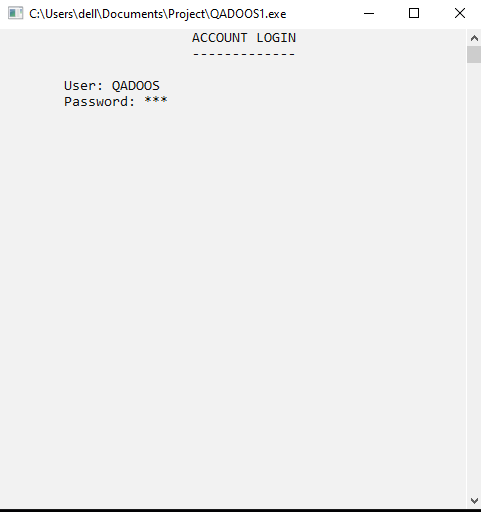 C:\Users\dell\Documents\Project\QADOOS1.exe
ACCOUNT LOGIN
-------------
User: QADOOS
Password: ***